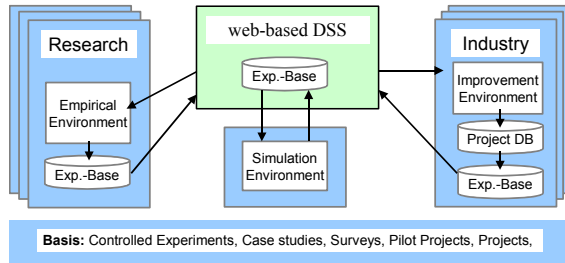 Research
Empirical
Environment
Exp.-Base
web-based DSS
Exp.-Base
Simulation
Environment
Industry
Improvement
Environment
Project DB
Exp.-Base
Basis: Controlled Experiments, Case studies, Surveys, Pilot Projects, Projects,